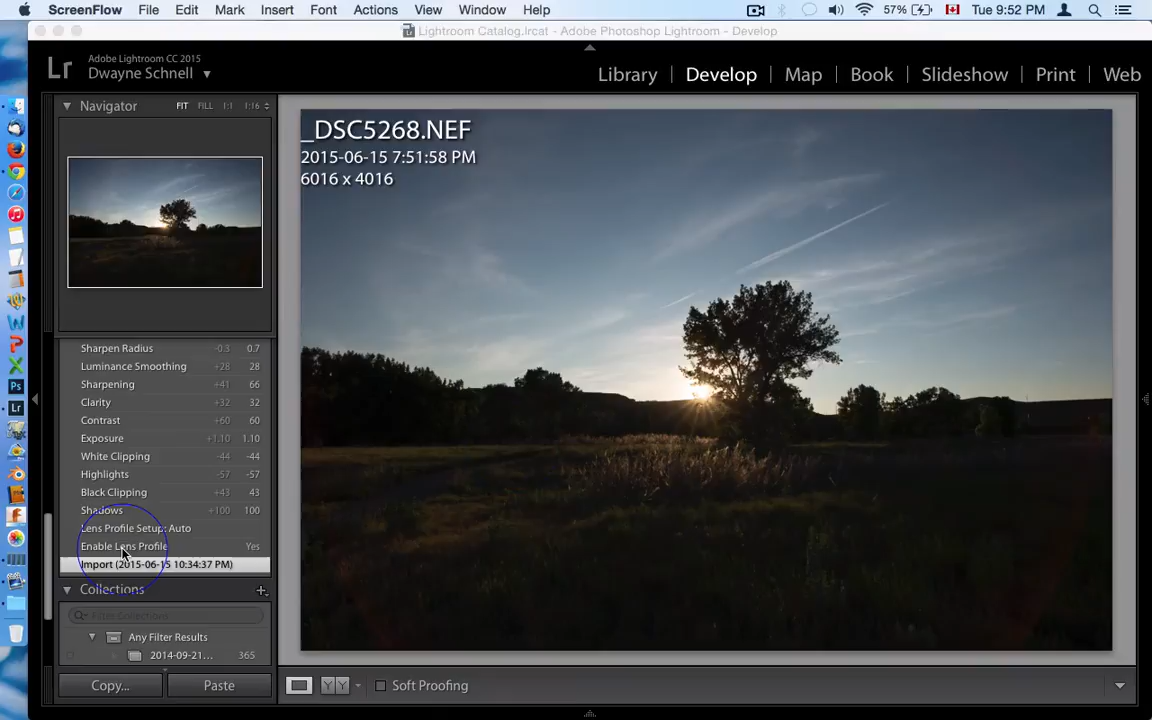 ScreenFlow File Edit Mark Insert Font Actions View Window Help 57% Tue 9:52 PM
Lightroom Catalog.lrcat - Adobe Photoshop Lightroom - Develop
Lr Adobe Lightroom CC 2015
Dwayne Schnell
Library Develop Map Book Slideshow Print Web
Navigator FIT FILL 1:1 1:16
_DSC5268.NEF
2015-06-15 7:51:58 PM
6016 x 4016
Sharpen Radius -0.3 0.7
Luminance Smoothing +28 28
Sharpening +41 66
Clarity +32 32
Contrast +60 60
Exposure +1.10 1.10
White Clipping -44 -44
Highlights -57 -57
Black Clipping +43 43
Shadows +100 100
Lens Profile Setup: Auto
Enable Lens Profile Yes
Import (2015-06-15 10:34:37 PM)
Collections
Filter Collections
Any Filter Results
2014-09-21... 365
Copy... Paste
Y Y Soft Proofing
Ps
Lr